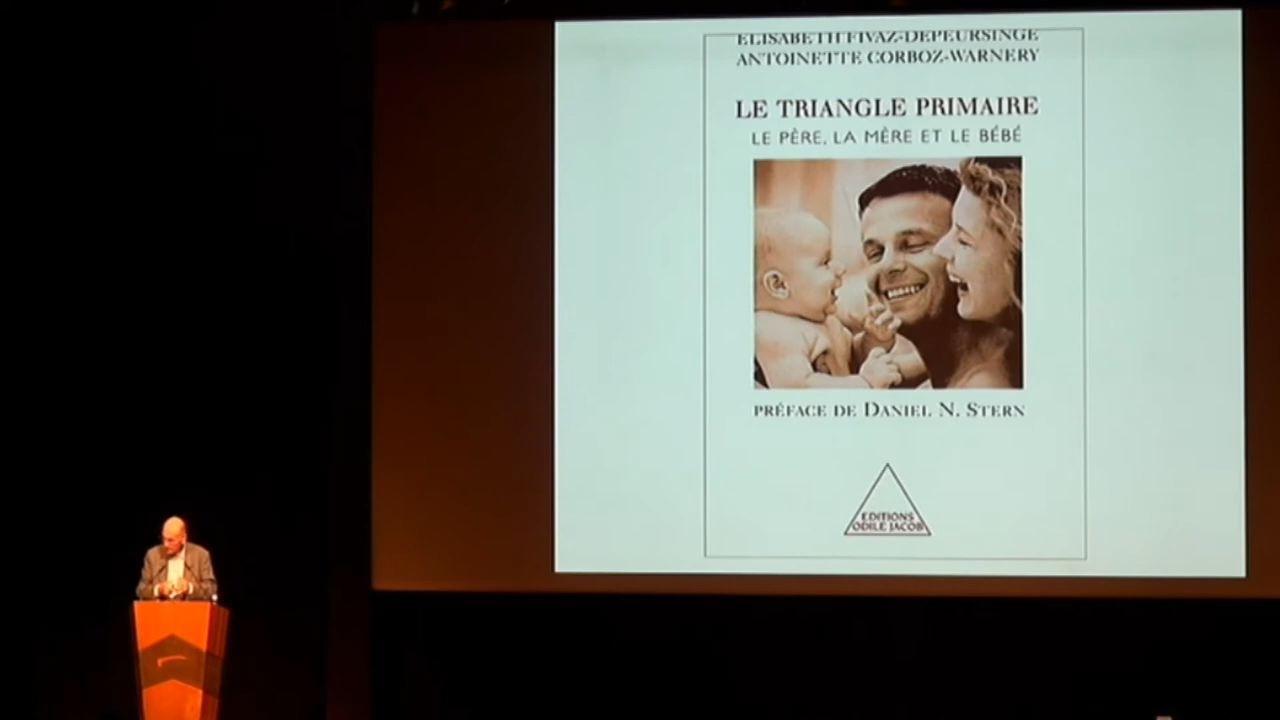 ELISABETH FIVAZ-DEPEURSINGE
ANTOINETTE CORBOZ-WARNERY
LE TRIANGLE PRIMAIRE
LE PÈRE, LA MÈRE ET LE BÉBÉ
PRÉFACE DE DANIEL N. STERN
EDITIONS
ODILE JACOB